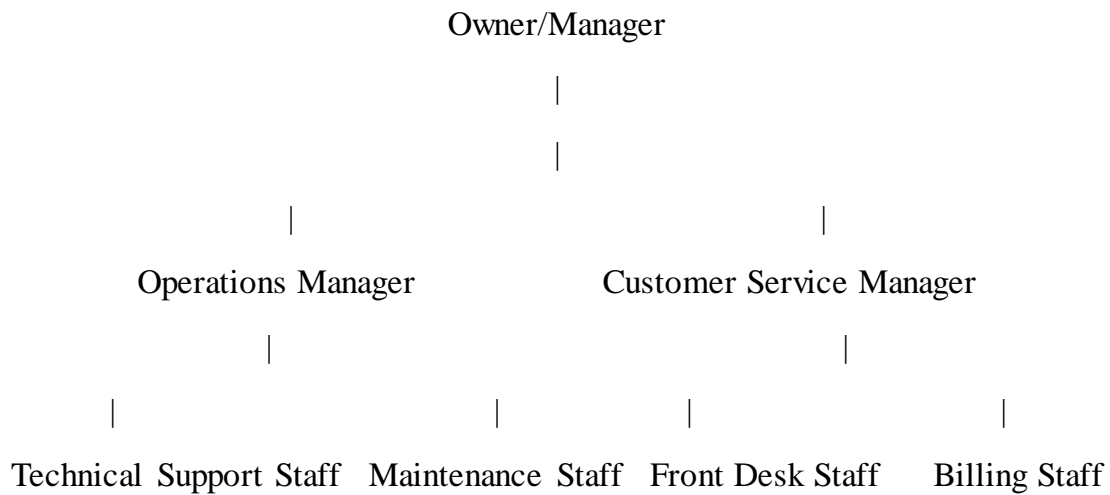 Owner/Manager
|
|
| |
Operations Manager Customer Service Manager
| |
| | | |
Technical Support Staff Maintenance Staff Front Desk Staff Billing Staff